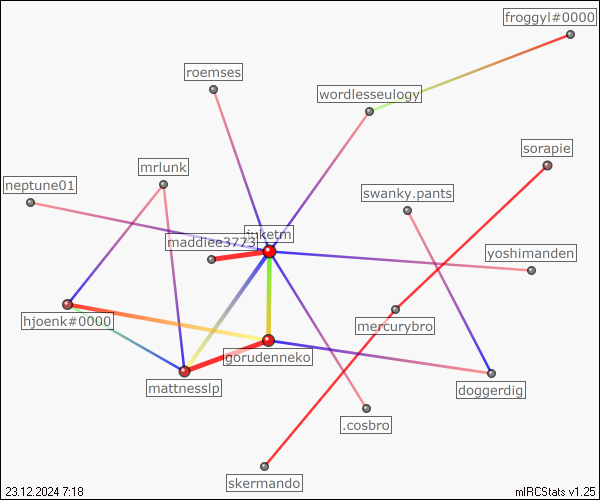 froggyl#0000
roemses
wordlesseulogy
sorapie
mrlunk
neptune01
swanky.pants
maddiee3773
yoshimanden
hjoenk#0000
mercurybro
gorudenneko
mattnesslp
doggerdig
.cosbro
skermando
23.12.2024 7:18
mIRCStats v1.25